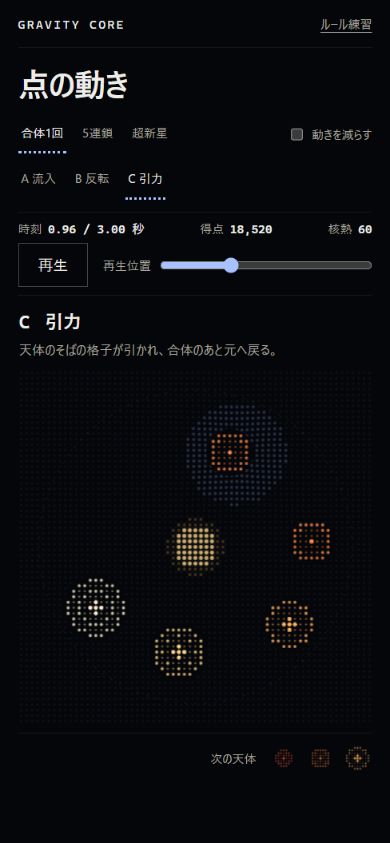 GRAVITY CORE ルール練習
点の動き
合体1回 5連鎖 超新星 動きを減らす
A 流入 B 反転 C 引力
時刻 0.96 / 3.00 秒 得点 18,520 核熱 60
再生 再生位置
C 引力
天体のそばの格子が引かれ、合体のあと元へ戻る。
次の天体